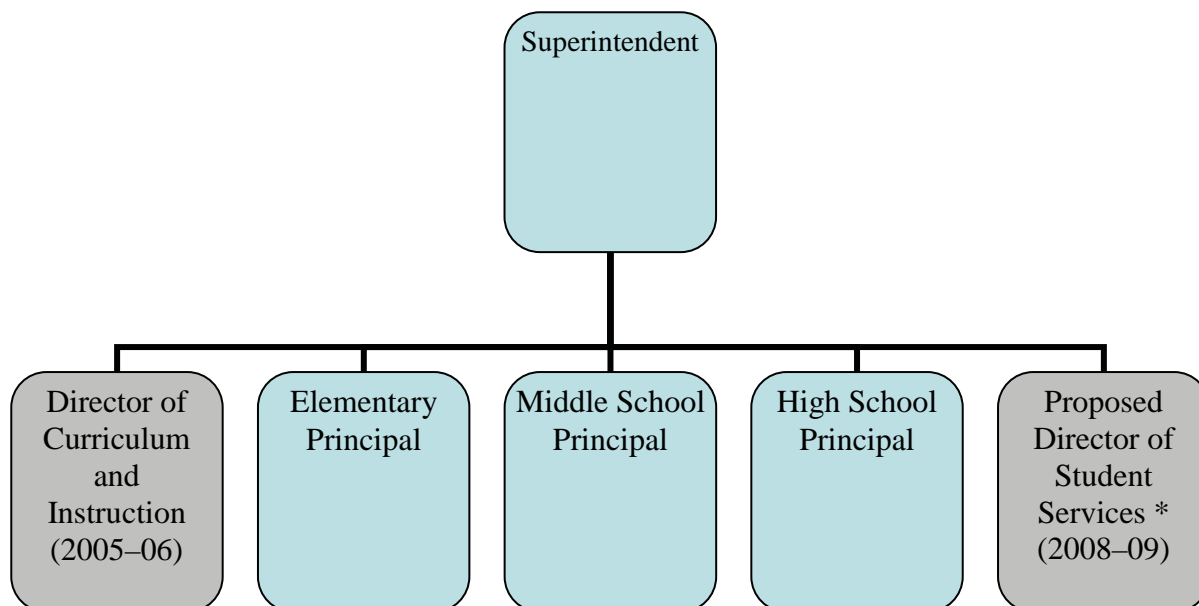 Superintendent
Director of
Curriculum
and
Instruction
(2005–06)
Elementary
Principal
Middle School
Principal
High School
Principal
Proposed
Director of
Student
Services *
(2008–09)